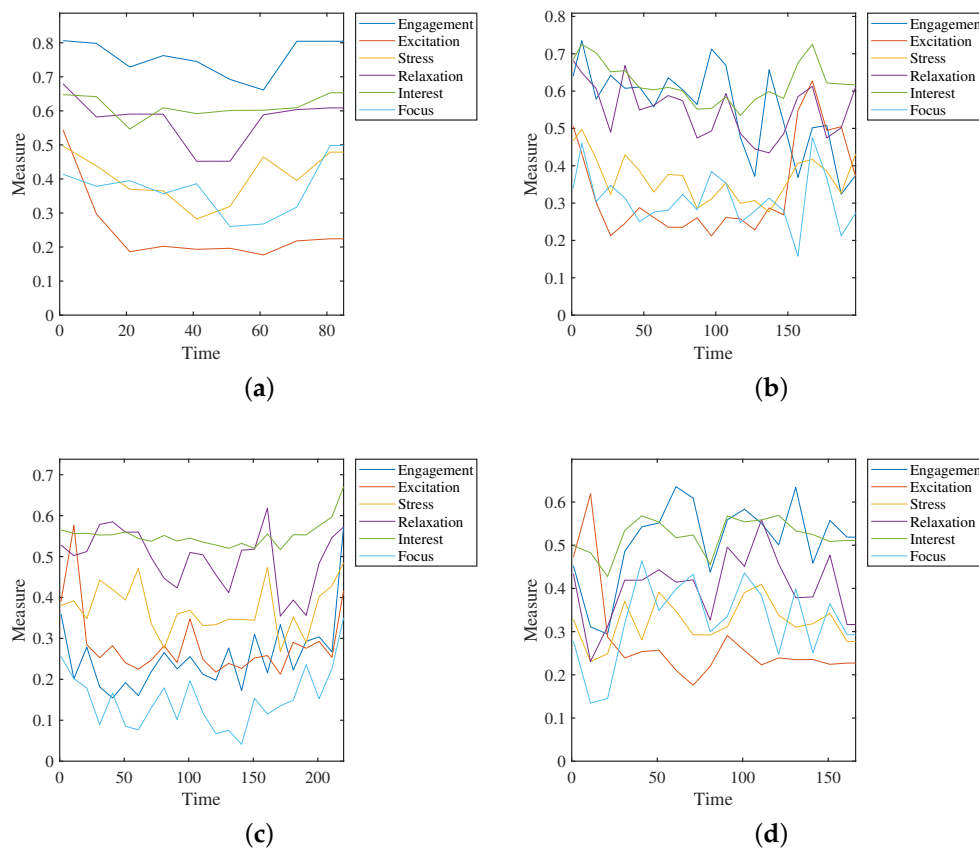 Engagement
Excitation
Stress
Relaxation
Interest
Focus
0.8
0.7
0.6
0.5
0.4
0.3
0.2
0.1
0
Measure
0 20 40 60 80
Time
(a)
Engagement
Excitation
Stress
Relaxation
Interest
Focus
0.8
0.7
0.6
0.5
0.4
0.3
0.2
0.1
0
Measure
0 50 100 150
Time
(b)
Engagement
Excitation
Stress
Relaxation
Interest
Focus
0.7
0.6
0.5
0.4
0.3
0.2
0.1
0
Measure
0 50 100 150 200
Time
(c)
Engagement
Excitation
Stress
Relaxation
Interest
Focus
0.6
0.5
0.4
0.3
0.2
0.1
0
Measure
0 50 100 150
Time
(d)